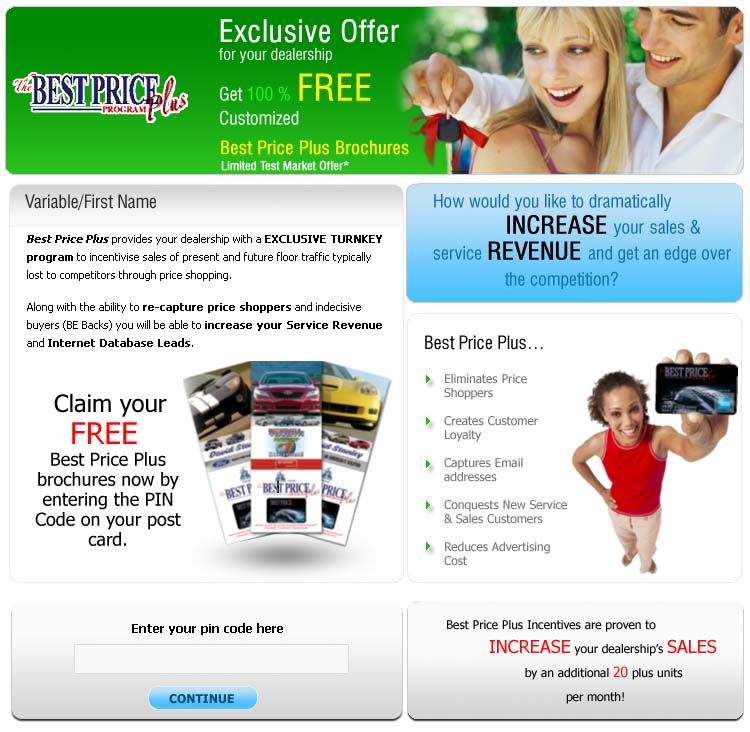 The
BEST PRICE
PROGRAM Plus
Exclusive Offer
for your dealership
Get 100 % FREE
Customized
Best Price Plus Brochures
Limited Test Market Offer*
Variable/First Name
Best Price Plus provides your dealership with a EXCLUSIVE TURNKEY
program to incentivise sales of present and future floor traffic typically
lost to competitors through price shopping.
Along with the ability to re-capture price shoppers and indecisive
buyers (BE Backs) you will be able to increase your Service Revenue
and Internet Database Leads.
Claim your
FREE
Best Price Plus
brochures now by
entering the PIN
Code on your post
card.
BEST PRICE
Plus
How would you like to dramatically
INCREASE your sales &
service REVENUE and get an edge over
the competition?
Best Price Plus...
Eliminates Price
Shoppers
Creates Customer
Loyalty
Captures Email
addresses
Conquests New Service
& Sales Customers
Reduces Advertising
Cost
BEST PRICE
Plus
Enter your pin code here
CONTINUE
Best Price Plus Incentives are proven to
INCREASE your dealership's SALES
by an additional 20 plus units
per month!